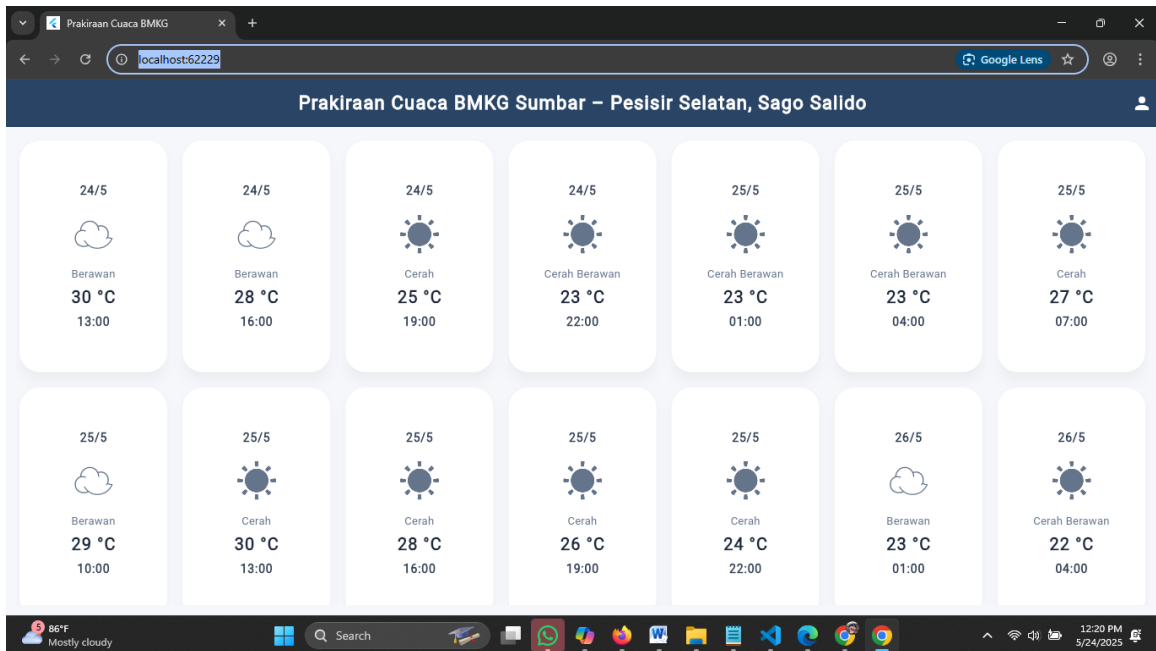 Prakiraan Cuaca BMKG
localhost:62229
Google Lens
Prakiraan Cuaca BMKG Sumbar – Pesisir Selatan, Sago Salido
24/5 24/5 24/5 24/5 25/5 25/5 25/5
Berawan Berawan Cerah Cerah Berawan Cerah Berawan Cerah Berawan Cerah
30 °C 28 °C 25 °C 23 °C 23 °C 23 °C 27 °C
13:00 16:00 19:00 22:00 01:00 04:00 07:00
25/5 25/5 25/5 25/5 25/5 26/5 26/5
Berawan Cerah Cerah Cerah Cerah Berawan Cerah Berawan
29 °C 30 °C 28 °C 26 °C 24 °C 23 °C 22 °C
10:00 13:00 16:00 19:00 22:00 01:00 04:00
5
86°F
Mostly cloudy
Search
12:20 PM
5/24/2025